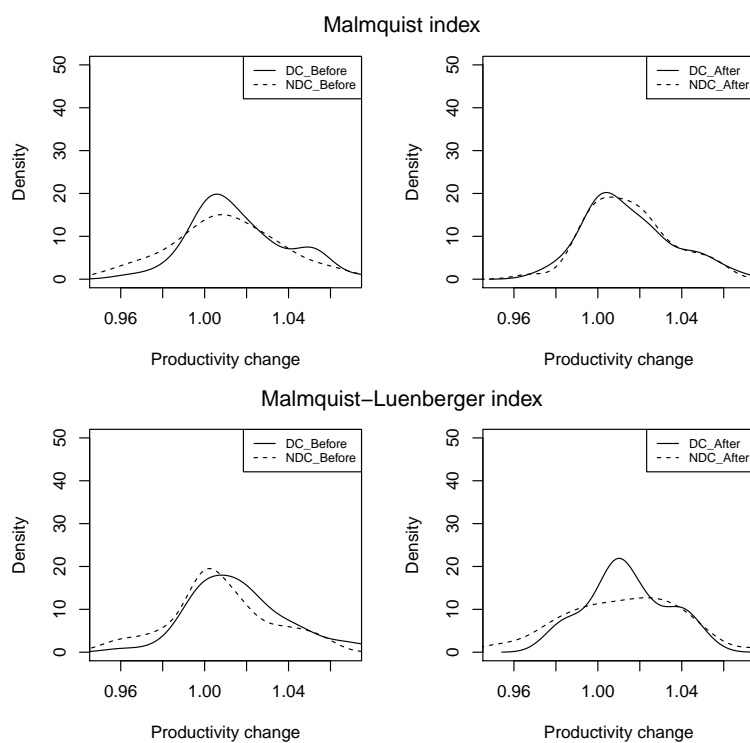 Malmquist index
DC_Before
NDC_Before
50
40
30
20
10
0
Density
0.96
1.00
1.04
Productivity change
DC_After
NDC_After
50
40
30
20
10
0
Density
0.96
1.00
1.04
Productivity change
Malmquist−Luenberger index
DC_Before
NDC_Before
50
40
30
20
10
0
Density
0.96
1.00
1.04
Productivity change
DC_After
NDC_After
50
40
30
20
10
0
Density
0.96
1.00
1.04
Productivity change